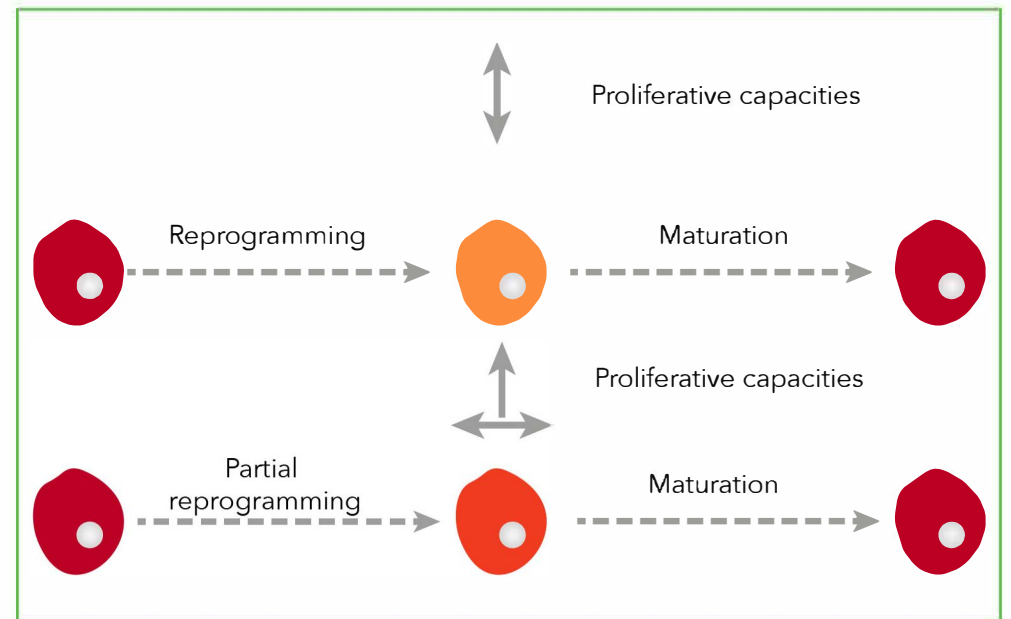 Proliferative capacities
Reprogramming
Maturation
Proliferative capacities
Partial
reprogramming
Maturation